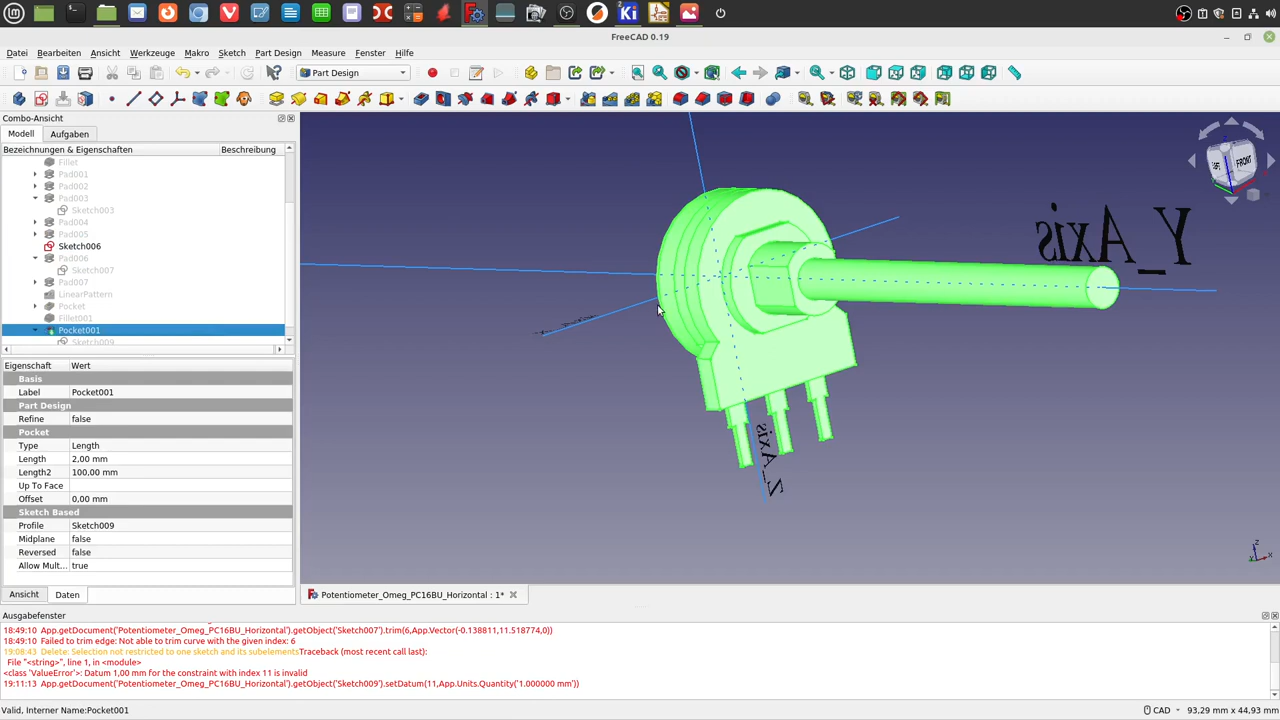 FreeCAD 0.19
Datei Bearbeiten Ansicht Werkzeuge Makro Sketch Part Design Measure Fenster Hilfe
Part Design
Combo-Ansicht
Modell Aufgaben
Bezeichnungen & Eigenschaften Beschreibung
Fillet
Pad001
Pad002
Pad003
Sketch003
Pad004
Pad005
Sketch006
Pad006
Sketch007
Pad007
LinearPattern
Pocket
Fillet001
Pocket001
Sketch009
Eigenschaft Wert
Basis
Label Pocket001
Part Design
Refine false
Pocket
Type Length
Length 2,00 mm
Length2 100,00 mm
Up To Face
Offset 0,00 mm
Sketch Based
Profile Sketch009
Midplane false
Reversed false
Allow Mult... true
Ansicht Daten
Y_Axis
Z_Axis
FRONT
Potentiometer_Omeg_PC16BU_Horizontal : 1*
Ausgabefenster
18:49:10 App.getDocument('Potentiometer_Omeg_PC16BU_Horizontal').getObject('Sketch007').trim(6,App.Vector(-0.138811,11.518774,0))
18:49:10 Failed to trim edge: Not able to trim curve with the given index: 6
19:08:43 Delete: Selection not restricted to one sketch and its subelementsTraceback (most recent call last):
File "<string>", line 1, in <module>
<class 'ValueError'>: Datum 1,00 mm for the constraint with index 11 is invalid
19:11:13 App.getDocument('Potentiometer_Omeg_PC16BU_Horizontal').getObject('Sketch009').setDatum(11,App.Units.Quantity('1.000000 mm'))
Valid, Interner Name:Pocket001
CAD 93,29 mm x 44,93 mm